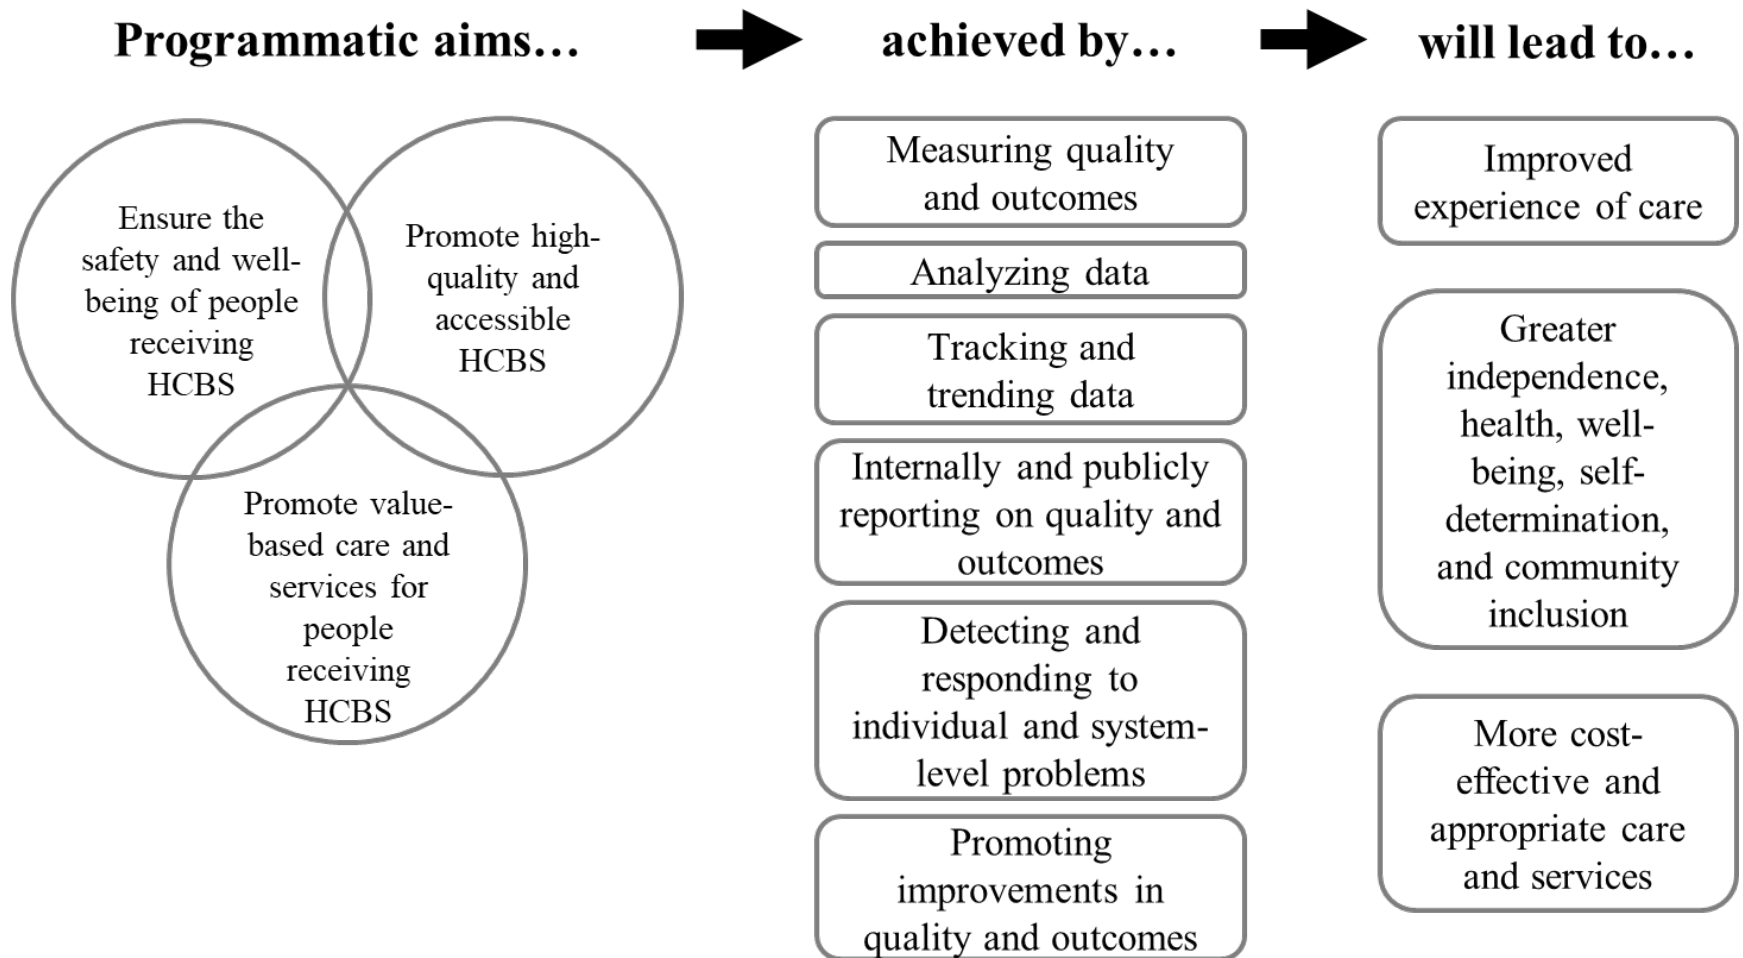 Programmatic aims...
achieved by...
will lead to...
Ensure the
safety and well-
being of people
receiving
HCBS
Promote high-
quality and
accessible
HCBS
Promote value-
based care and
services for
people
receiving
HCBS
Measuring quality
and outcomes
Analyzing data
Tracking and
trending data
Internally and publicly
reporting on quality and
outcomes
Detecting and
responding to
individual and system-
level problems
Promoting
improvements in
quality and outcomes
Improved
experience of care
Greater
independence,
health, well-
being, self-
determination,
and community
inclusion
More cost-
effective and
appropriate care
and services